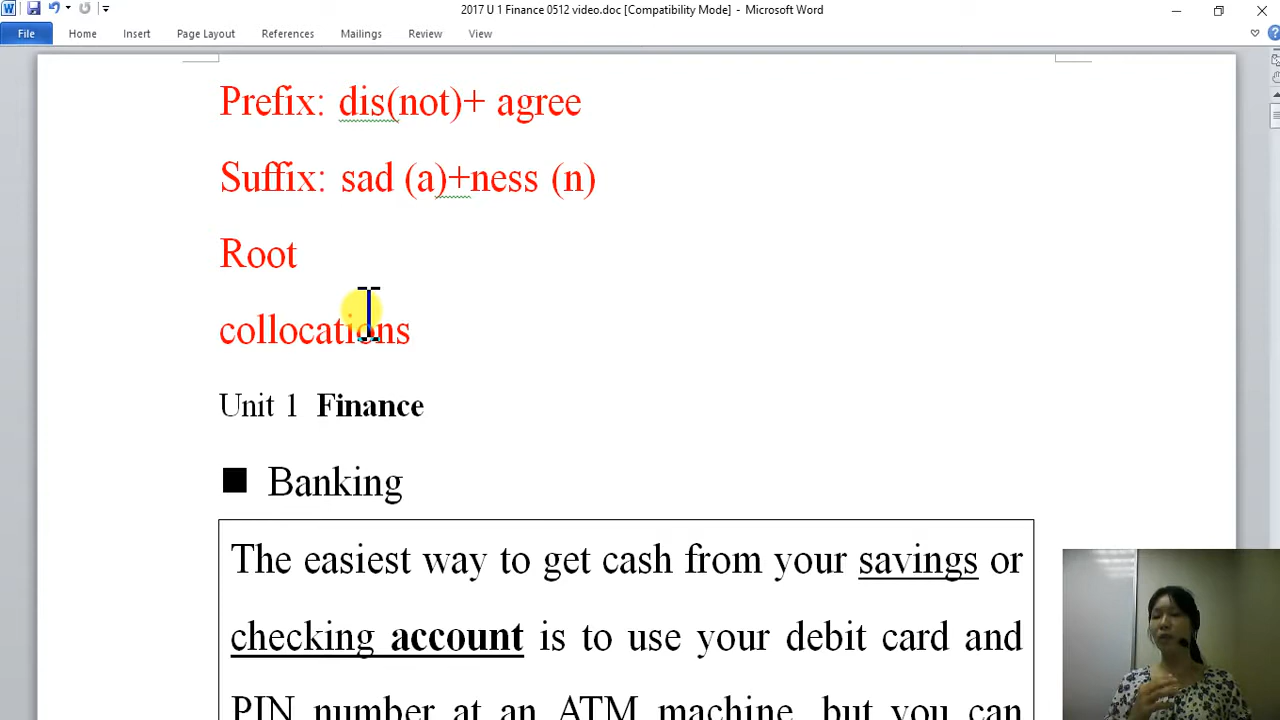 2017 U 1 Finance 0512 video.doc [Compatibility Mode] - Microsoft Word
File Home Insert Page Layout References Mailings Review View
Prefix: dis(not)+ agree
Suffix: sad (a)+ness (n)
Root
collocations
Unit 1 Finance
■ Banking
The easiest way to get cash from your savings or
checking account is to use your debit card and
PIN number at an ATM machine, but you can